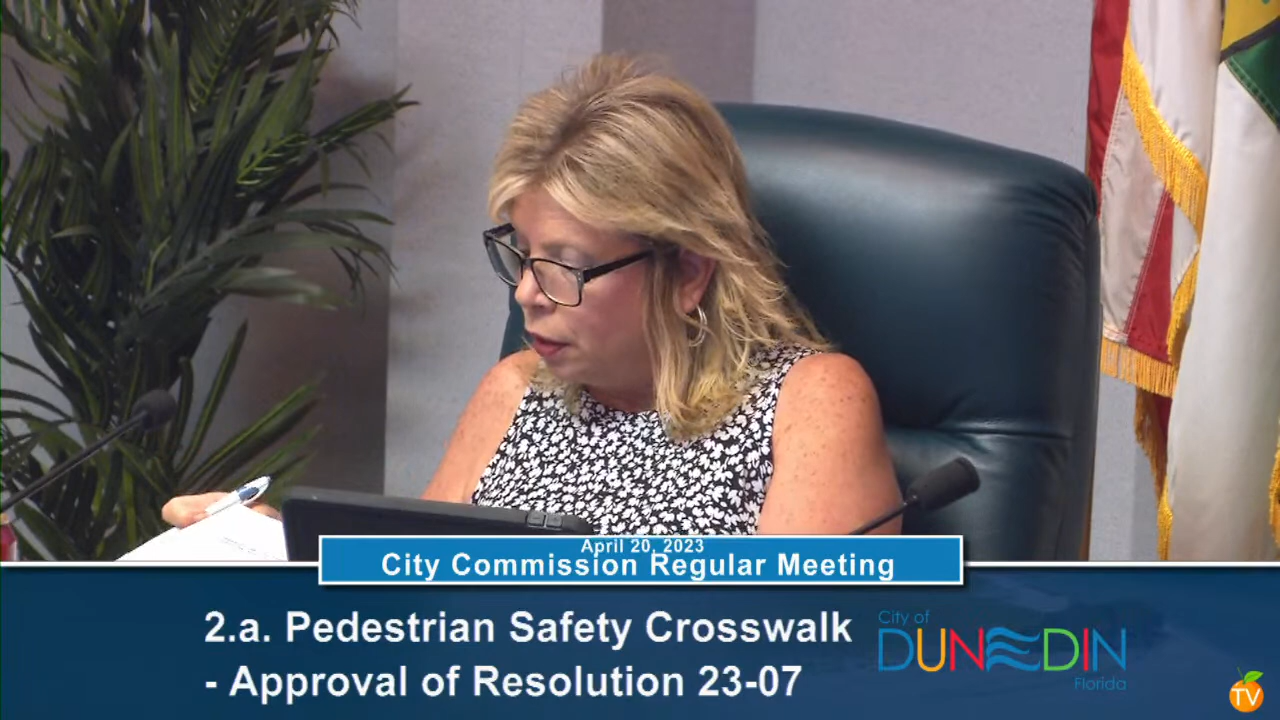 April 20, 2023
City Commission Regular Meeting
2.a. Pedestrian Safety Crosswalk
- Approval of Resolution 23-07
City of
DUNEDIN
Florida
TV